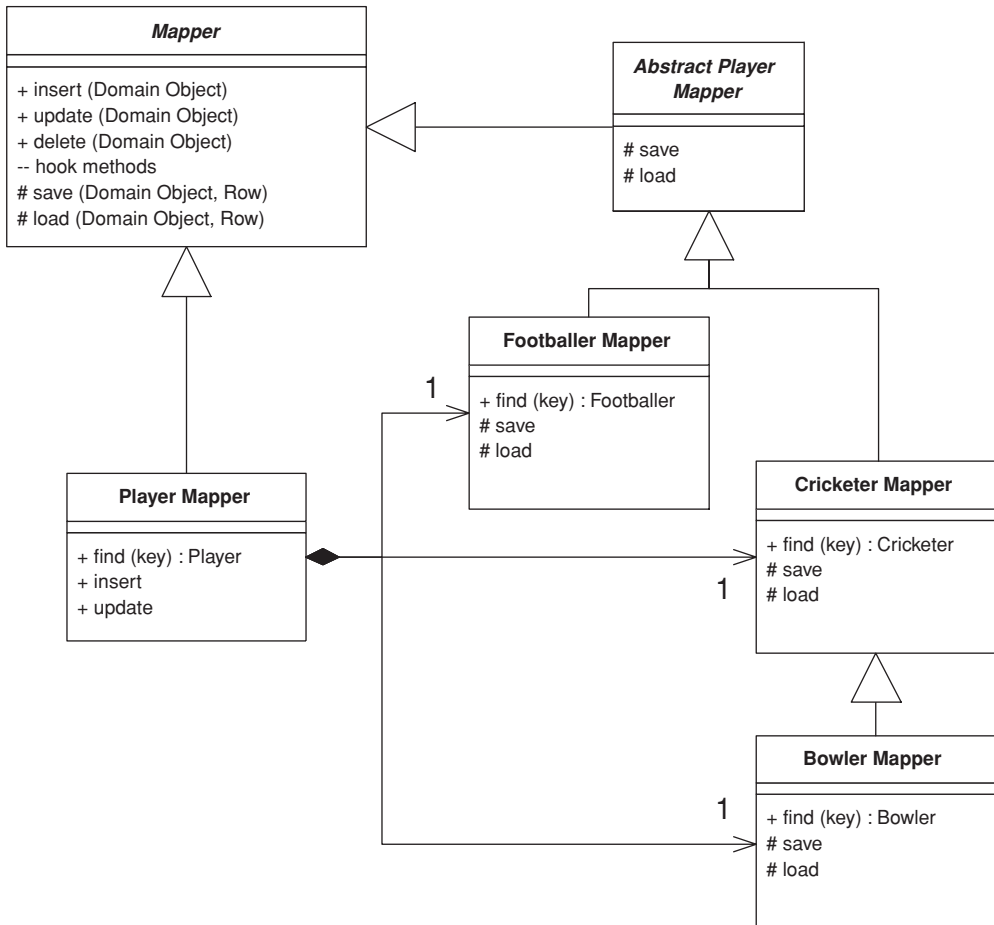 Mapper
+ insert (Domain Object)
+ update (Domain Object)
+ delete (Domain Object)
-- hook methods
# save (Domain Object, Row)
# load (Domain Object, Row)
Abstract Player
Mapper
# save
# load
Footballer Mapper
+ find (key) : Footballer
# save
# load
1
Player Mapper
+ find (key) : Player
+ insert
+ update
Cricketer Mapper
+ find (key) : Cricketer
# save
# load
1
Bowler Mapper
+ find (key) : Bowler
# save
# load
1